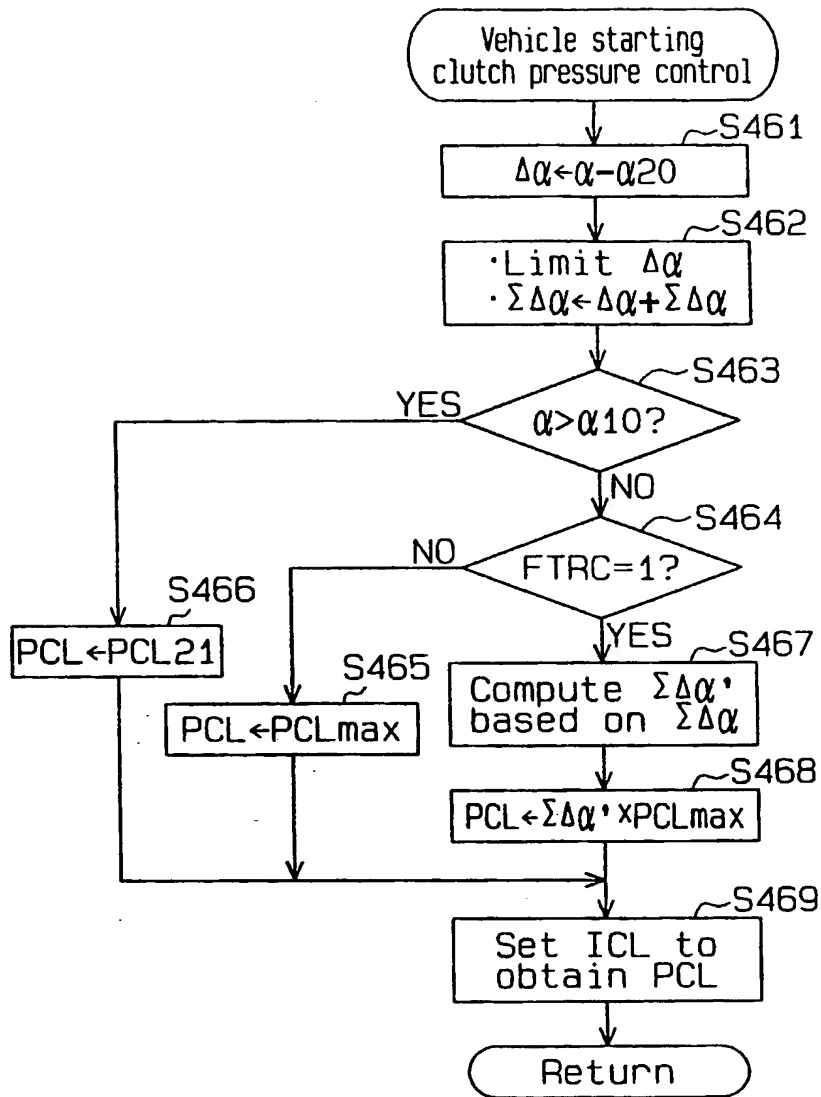 Vehicle starting
clutch pressure control
S461
Δα←α-α20
S462
·Limit Δα
·ΣΔα←Δα+ΣΔα
S463
YES
α>α10?
NO
S464
NO
FTRC=1?
YES
S466
PCL←PCL21
S465
PCL←PCLmax
S467
Compute ΣΔα'
based on ΣΔα
S468
PCL←ΣΔα'×PCLmax
S469
Set ICL to
obtain PCL
Return